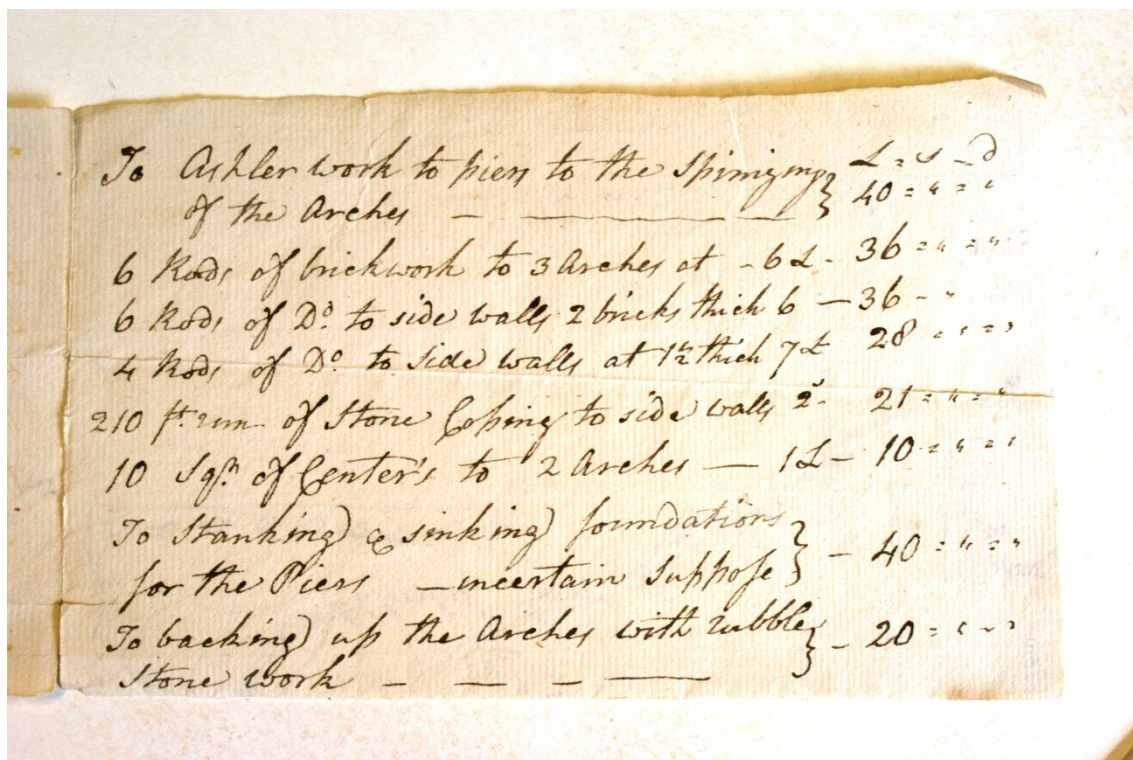 To Ashler work to piers to the Springing } £ = s - d
of the Arches - — } 40 = " = "
6 Rods of brickwork to 3 Arches at - 6£ - 36 = " = "
6 Rods of Do. to side walls 2 bricks thick 6 — 36 - "
4 Rods of Do. to side walls at 1½ thick 7£ 28 = " = "
210 ft. run of Stone Coping to side walls 2s. 21 = " = "
10 Sqrs. of Center's to 2 Arches — 1£ - 10 = " = "
To Stanking & sinking foundations }
for the Piers - uncertain Suppose } - 40 = " = "
To backing up the Arches with rubble } - 20 = " - "
Stone work - — - — }